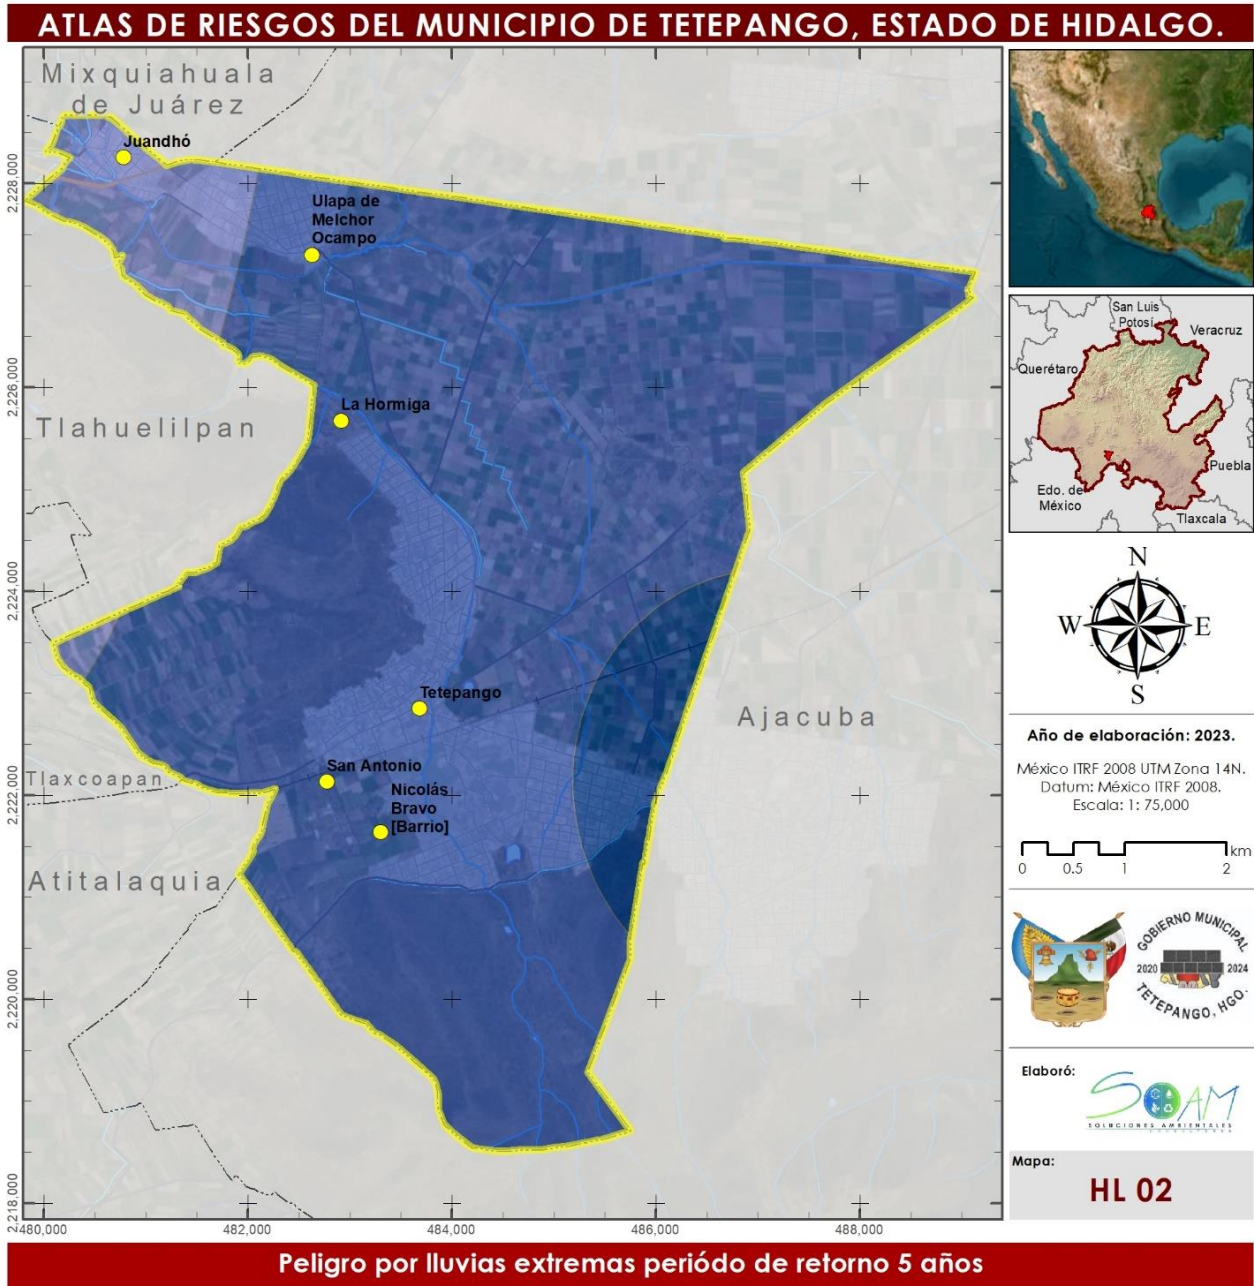 ATLAS DE RIESGOS DEL MUNICIPIO DE TETEPANGO, ESTADO DE HIDALGO.
Mixquiahuala
de Juárez
Juandhó
Ulapa de
Melchor
Ocampo
La Hormiga
Tlahuelilpan
Tetepango
Ajacuba
San Antonio
Tlaxcoapan
Nicolás
Bravo
[Barrio]
Atitalaquia
2,228,000
2,226,000
2,224,000
2,222,000
2,220,000
2,218,000
480,000
482,000
484,000
486,000
488,000
San Luis
Potosí
Veracruz
Querétaro
Puebla
Edo. de
México
Tlaxcala
N
W
E
S
Año de elaboración: 2023.
México ITRF 2008 UTM Zona 14N.
Datum: México ITRF 2008.
Escala: 1: 75,000
km
0 0.5 1 2
GOBIERNO MUNICIPAL
2020 2024
TETEPANGO, HGO.
Elaboró:
SOAM
SOLUCIONES AMBIENTALES
Mapa:
HL 02
Peligro por lluvias extremas periódo de retorno 5 años